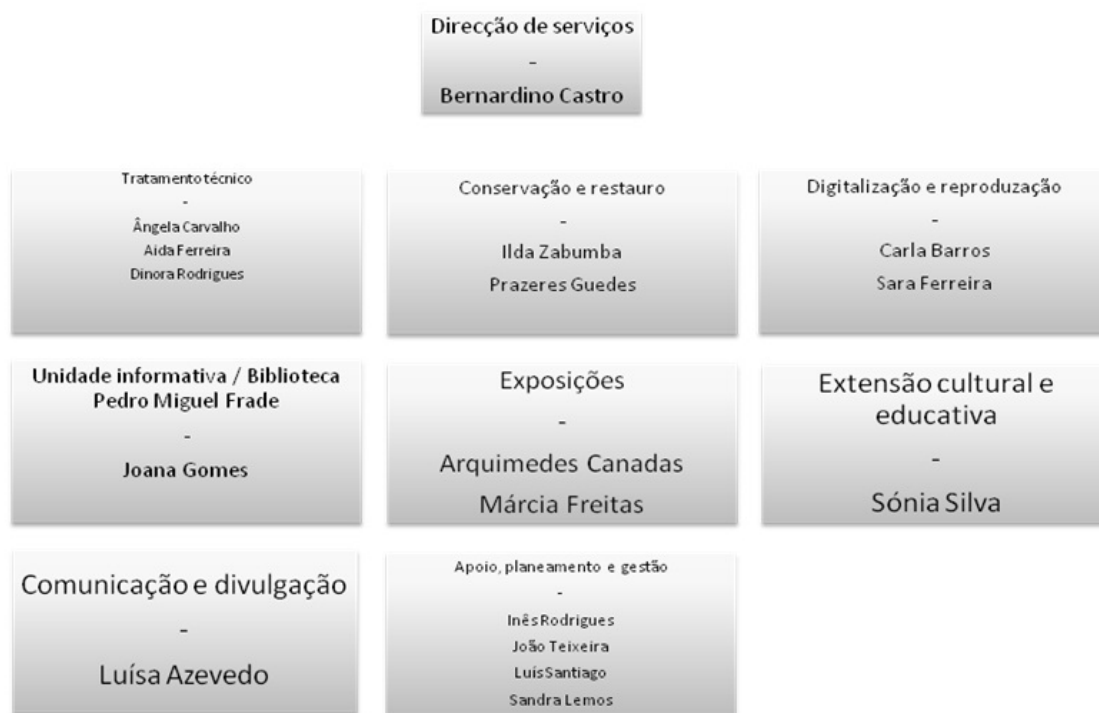 Direcção de serviços
-
Bernardino Castro
Tratamento técnico
-
Ângela Carvalho
Aida Ferreira
Dinora Rodrigues
Conservação e restauro
-
Ilda Zabumba
Prazeres Guedes
Digitalização e reproduzação
-
Carla Barros
Sara Ferreira
Unidade informativa / Biblioteca
Pedro Miguel Frade
-
Joana Gomes
Exposições
-
Arquimedes Canadas
Márcia Freitas
Extensão cultural e
educativa
-
Sónia Silva
Comunicação e divulgação
-
Luísa Azevedo
Apoio, planeamento e gestão
-
Inês Rodrigues
João Teixeira
Luís Santiago
Sandra Lemos